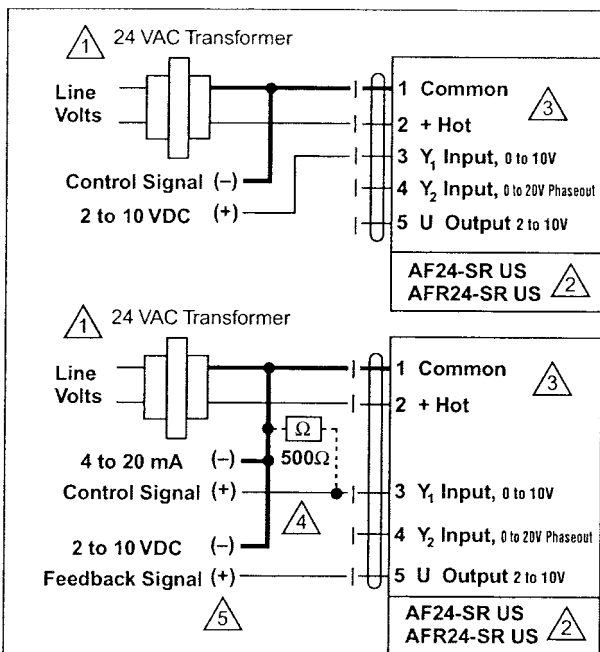 1 24 VAC Transformer
Line
Volts
1 Common
3
2 + Hot
3 Y1 Input, 0 to 10V
Control Signal (–)
4 Y2 Input, 0 to 20V Phaseout
2 to 10 VDC (+)
5 U Output 2 to 10V
AF24-SR US
AFR24-SR US
2
1 24 VAC Transformer
Line
Volts
1 Common
3
2 + Hot
Ω
500Ω
4 to 20 mA (–)
Control Signal (+)
3 Y1 Input, 0 to 10V
4
4 Y2 Input, 0 to 20V Phaseout
2 to 10 VDC (–)
Feedback Signal (+)
5 U Output 2 to 10V
5
AF24-SR US
AFR24-SR US
2